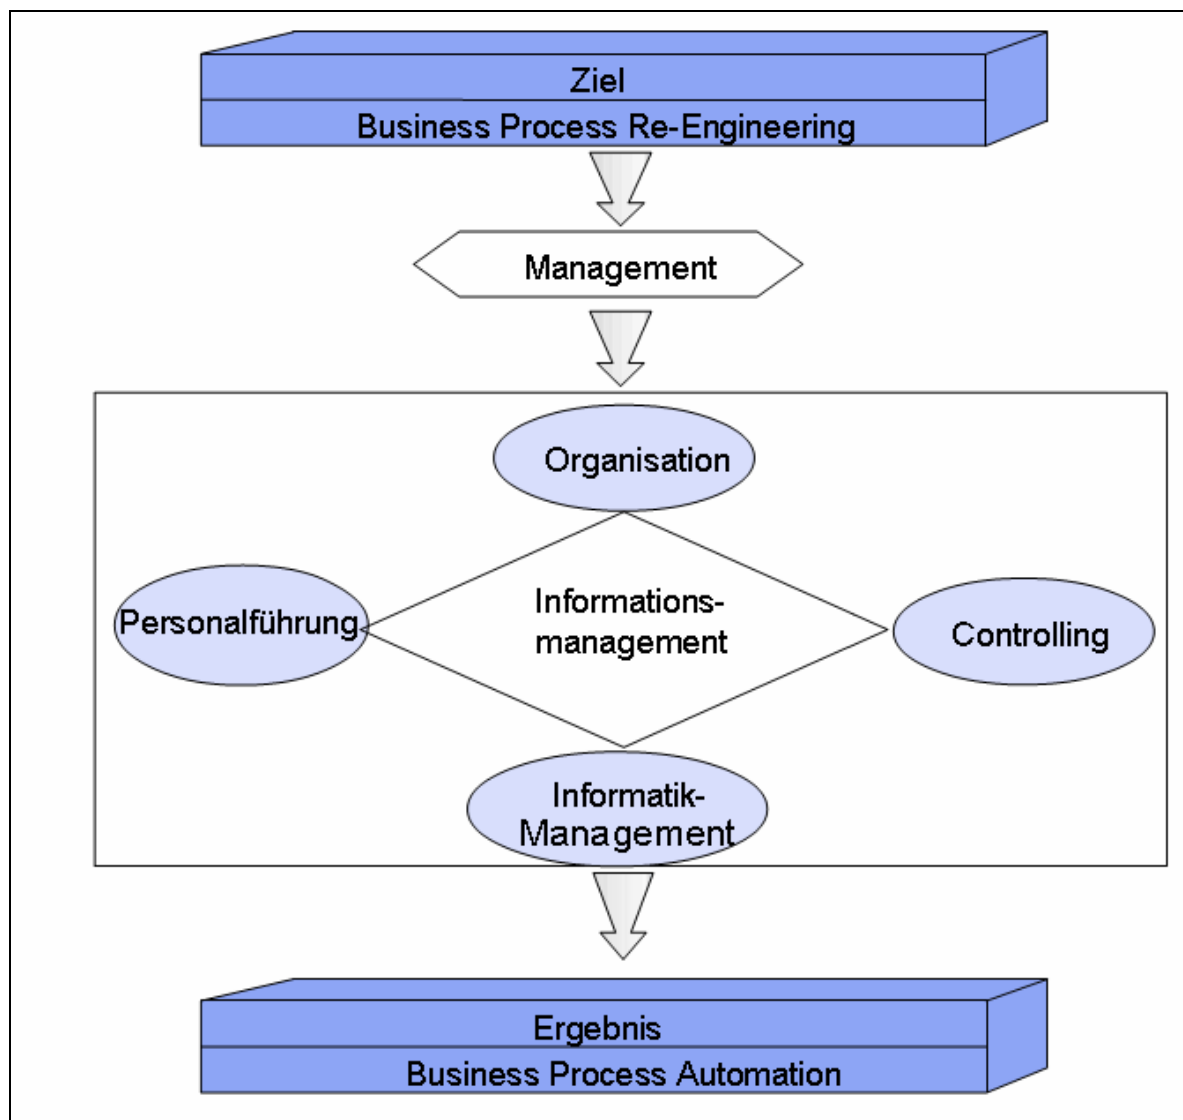 Ziel
Business Process Re-Engineering
Management
Organisation
Personalführung
Informations-
management
Controlling
Informatik-
Management
Ergebnis
Business Process Automation